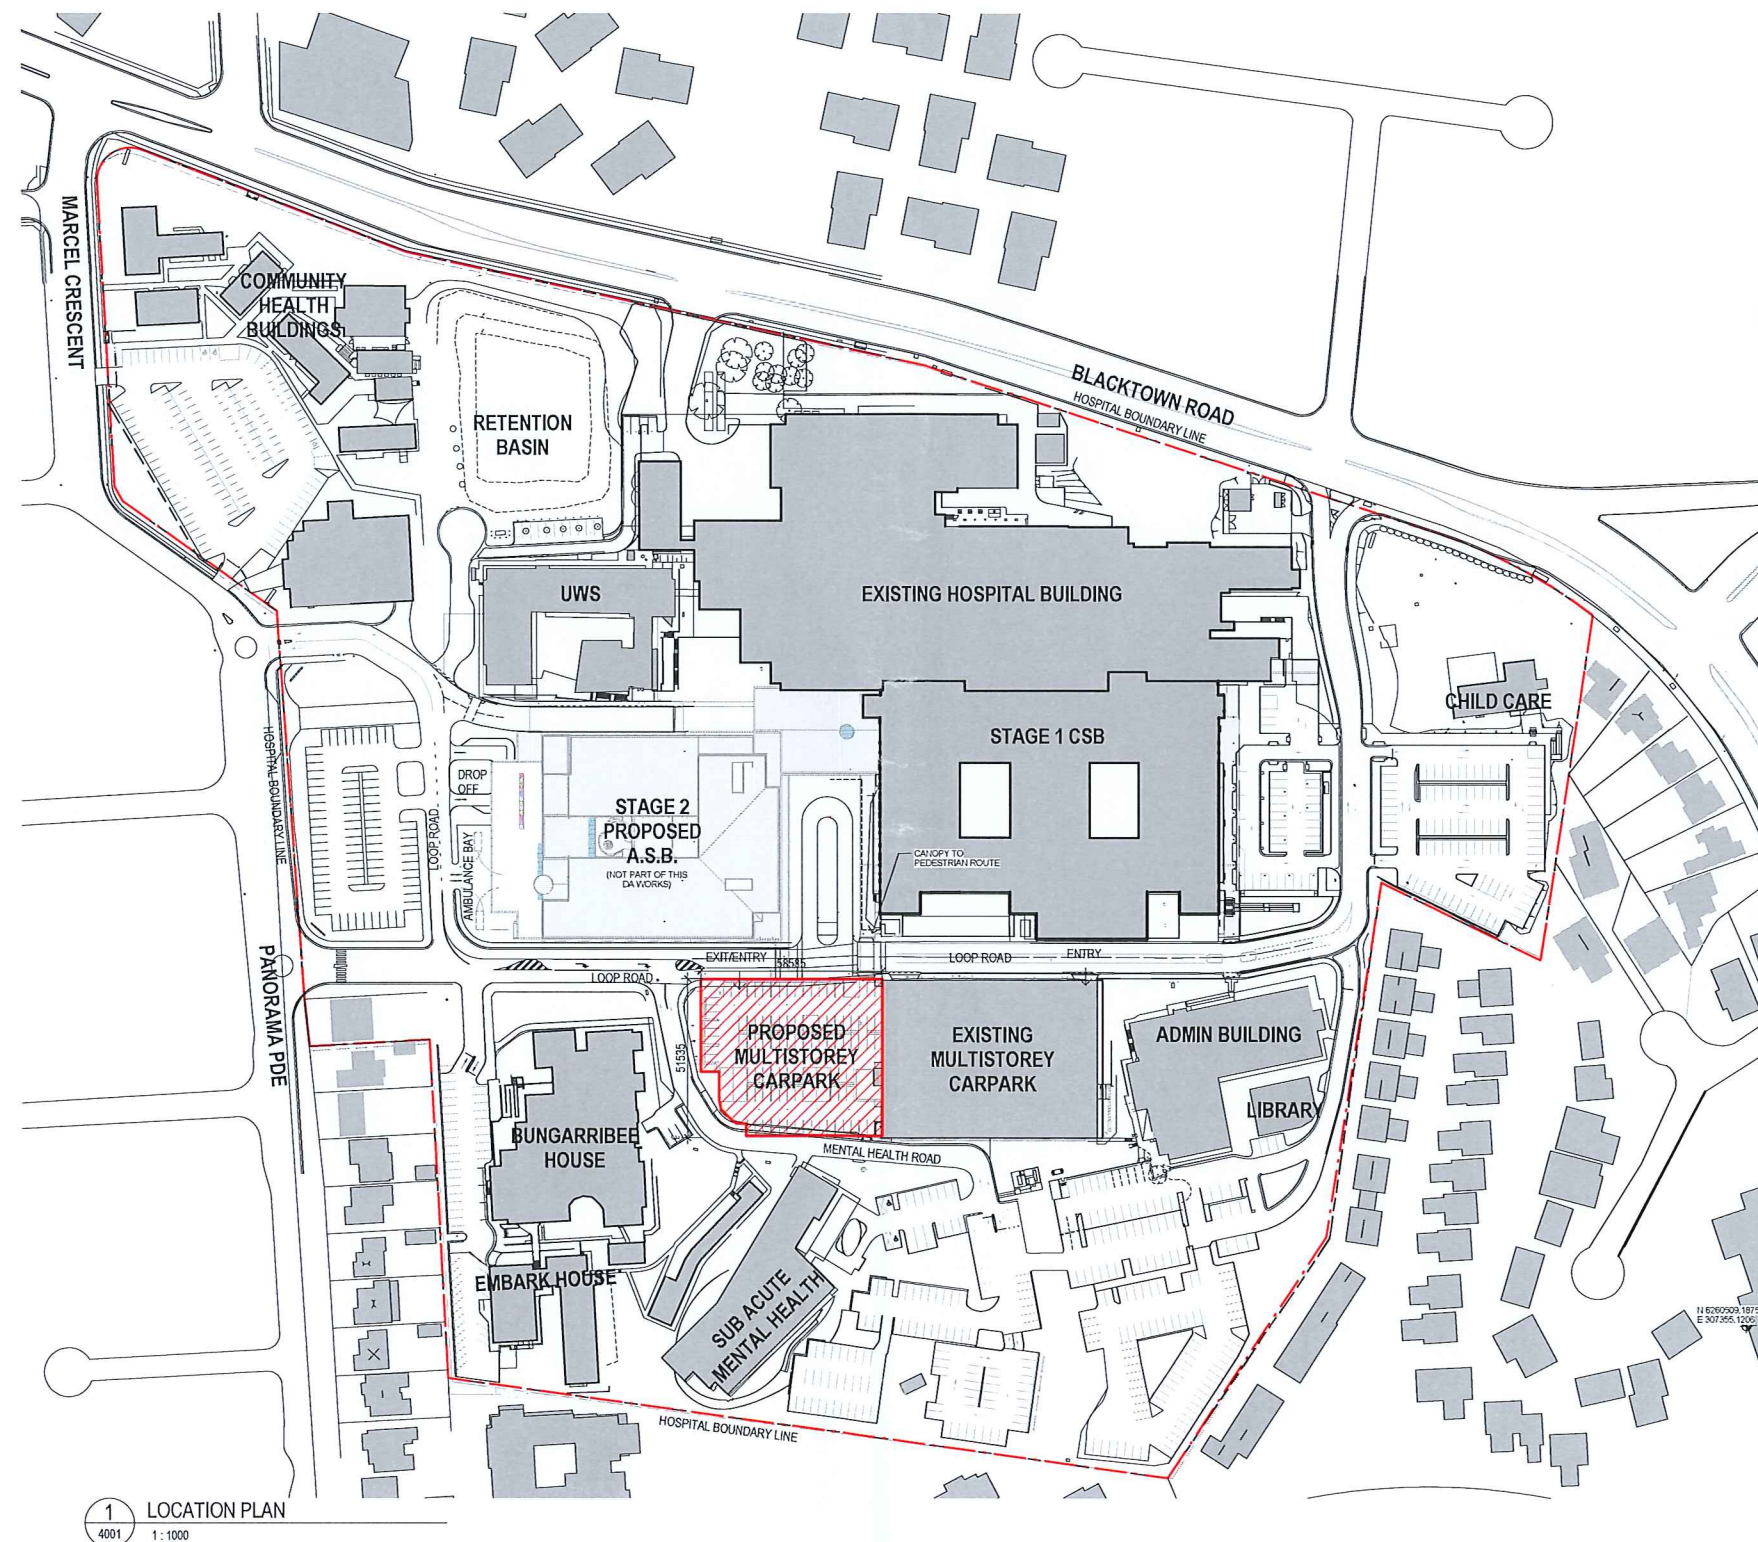 MARCEL CRESCENT
COMMUNITY
HEALTH
BUILDINGS
RETENTION
BASIN
BLACKTOWN ROAD
HOSPITAL BOUNDARY LINE
UWS
EXISTING HOSPITAL BUILDING
CHILD CARE
STAGE 1 CSB
HOSPITAL BOUNDARY LINE
DROP
OFF
LOOP ROAD
AMBULANCE BAY
STAGE 2
PROPOSED
A.S.B.
(NOT PART OF THIS
DA WORKS)
CANOPY TO
PEDESTRIAN ROUTE
PANORAMA PDE
EXIT/ENTRY
58585
LOOP ROAD
ENTRY
LOOP ROAD
51535
PROPOSED
MULTISTOREY
CARPARK
EXISTING
MULTISTOREY
CARPARK
ADMIN BUILDING
LIBRARY
BUNGARRIBEE
HOUSE
MENTAL HEALTH ROAD
EMBARK HOUSE
SUB ACUTE
MENTAL HEALTH
HOSPITAL BOUNDARY LINE
1
4001
LOCATION PLAN
1 : 1000